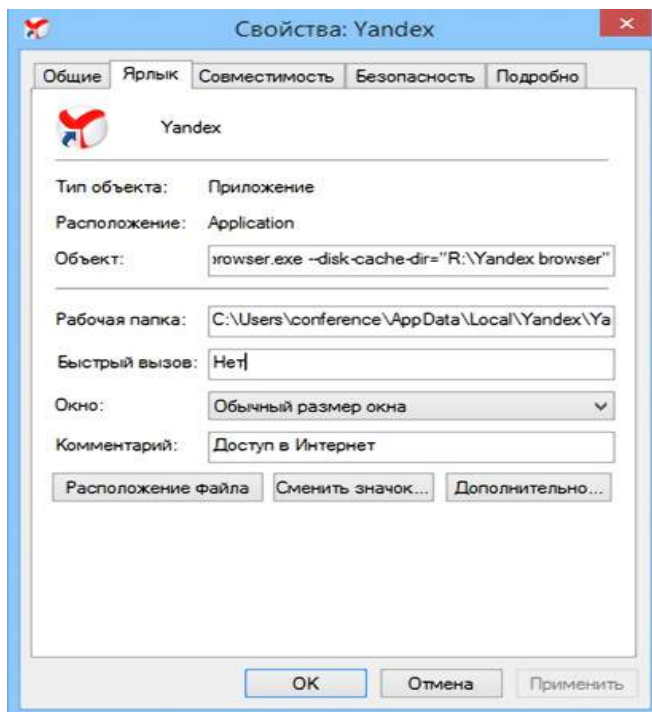 Свойства: Yandex
Общие Ярлык Совместимость Безопасность Подробно
Yandex
Тип объекта: Приложение
Расположение: Application
Объект: rowser.exe --disk-cache-dir="R:\Yandex browser"
Рабочая папка: C:\Users\conference\AppData\Local\Yandex\Ya
Быстрый вызов: Нет
Окно: Обычный размер окна
Комментарий: Доступ в Интернет
Расположение файла Сменить значок... Дополнительно...
OK Отмена Применить